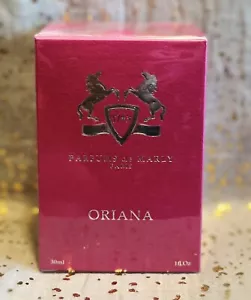 PARFUMS de MARLY
PARIS
ORIANA
30ml 1Fl.Oz